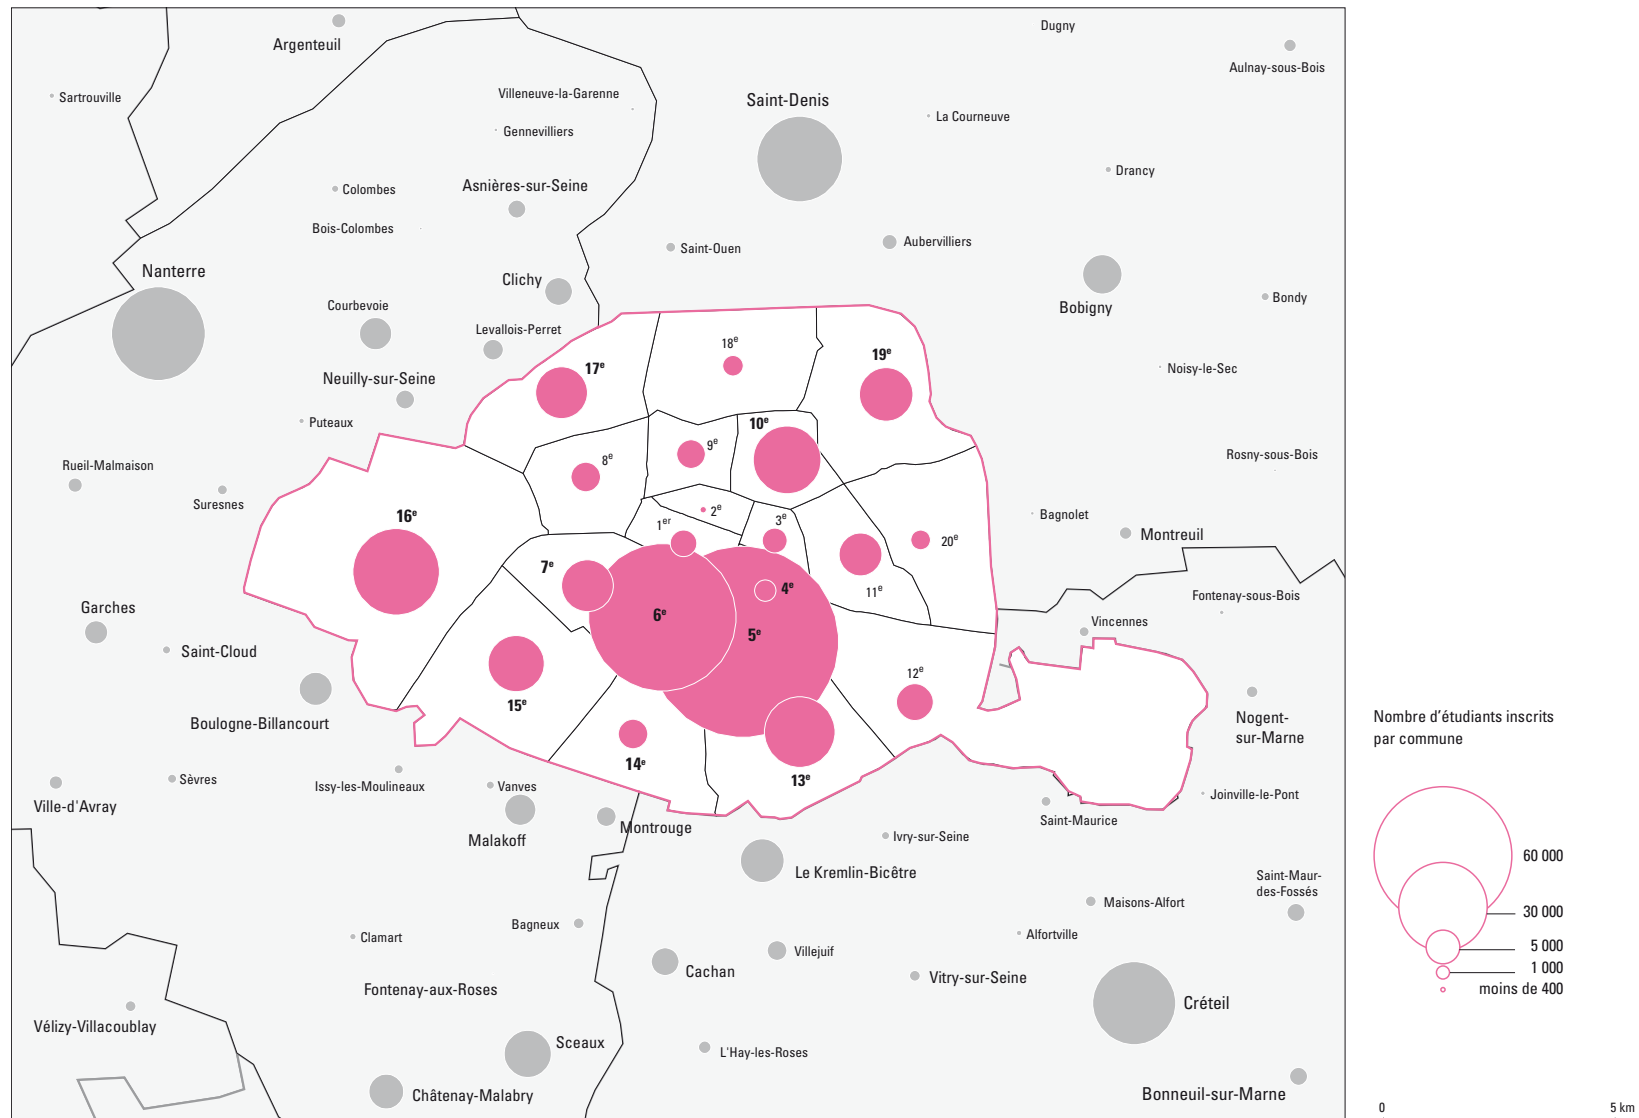 Dugny
Argenteuil
Aulnay-sous-Bois
Sartrouville
Villeneuve-la-Garenne
Saint-Denis
La Courneuve
Gennevilliers
Drancy
Colombes
Asnières-sur-Seine
Bois-Colombes
Saint-Ouen
Aubervilliers
Nanterre
Clichy
Bobigny
Bondy
Courbevoie
Levallois-Perret
18e
19e
17e
Noisy-le-Sec
Neuilly-sur-Seine
Puteaux
10e
9e
8e
Rosny-sous-Bois
Rueil-Malmaison
Suresnes
16e
2e
1er
3e
Bagnolet
Montreuil
20e
7e
4e
11e
Fontenay-sous-Bois
Garches
6e
5e
Vincennes
Saint-Cloud
12e
15e
Boulogne-Billancourt
Nogent-
sur-Marne
14e
13e
Sèvres
Issy-les-Moulineaux
Vanves
Ville-d'Avray
Joinville-le-Pont
Saint-Maurice
Malakoff
Montrouge
Ivry-sur-Seine
Le Kremlin-Bicêtre
Saint-Maur-
des-Fossés
Maisons-Alfort
Bagneux
Clamart
Alfortville
Villejuif
Cachan
Vitry-sur-Seine
Fontenay-aux-Roses
Créteil
Vélizy-Villacoublay
Sceaux
L'Hay-les-Roses
Châtenay-Malabry
Bonneuil-sur-Marne
Nombre d'étudiants inscrits
par commune
60 000
30 000
5 000
1 000
moins de 400
0 5 km